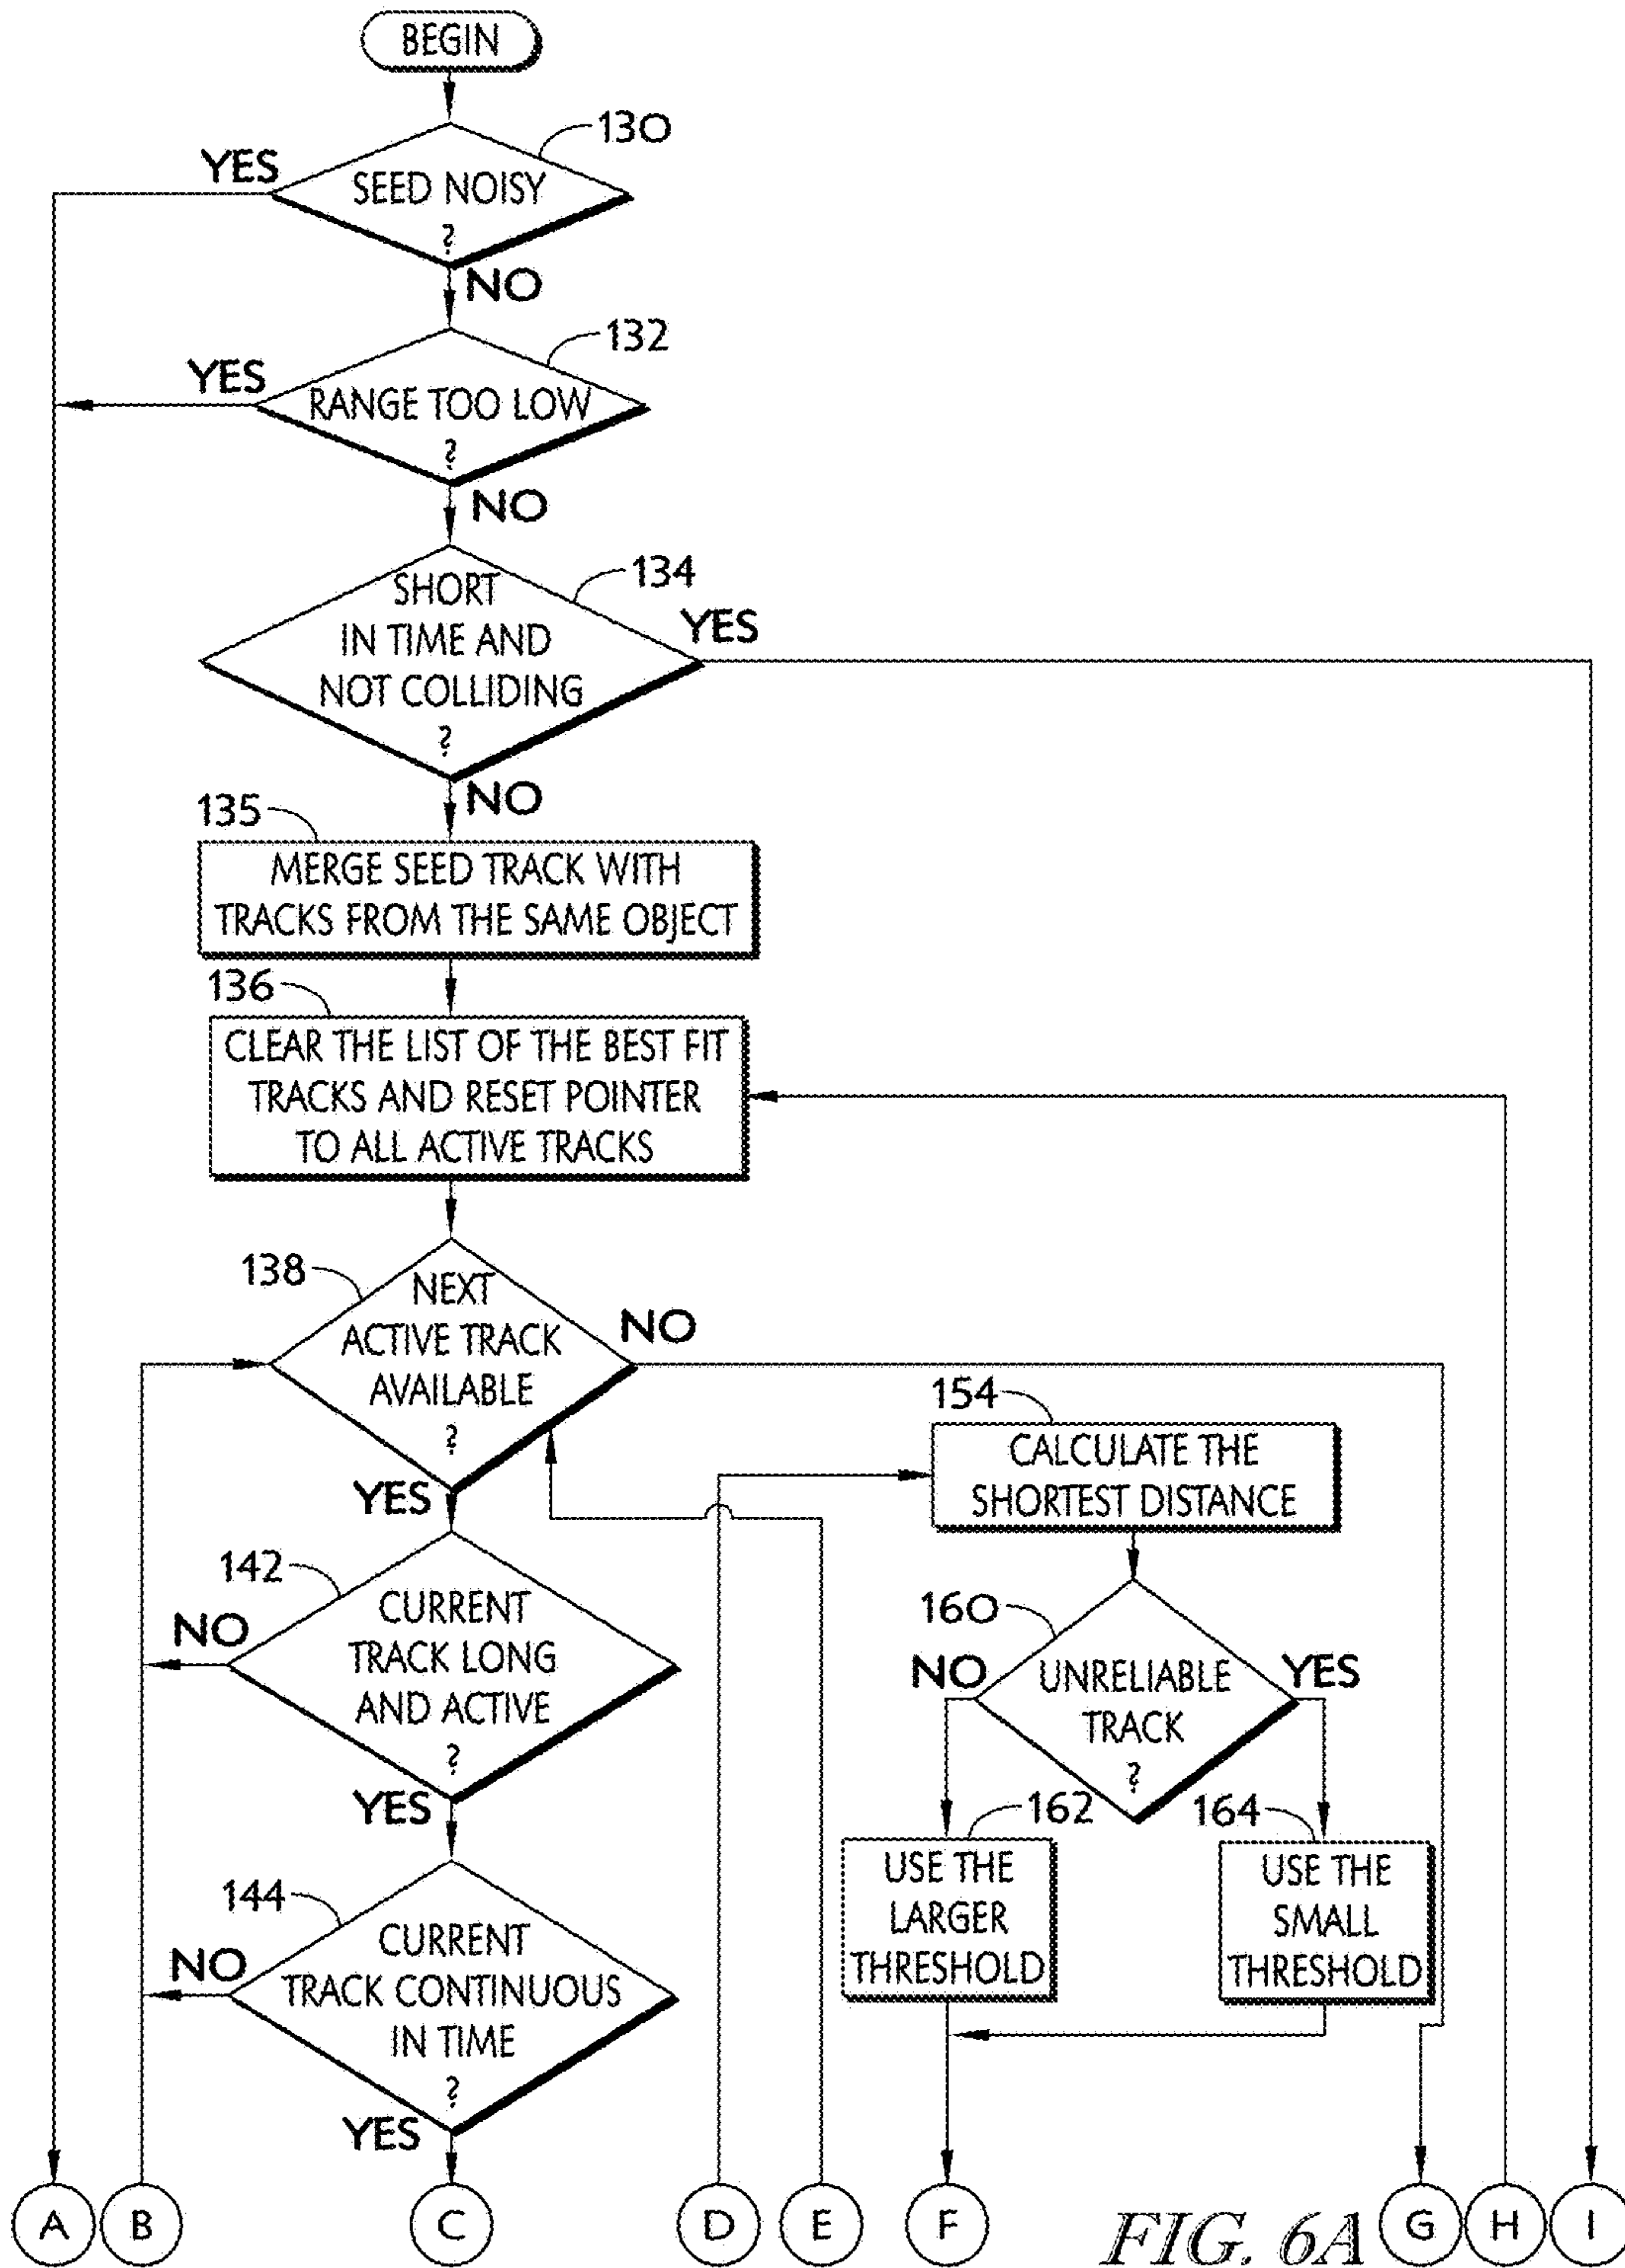 BEGIN
130
YES
SEED NOISY
?
NO
132
YES
RANGE TOO LOW
?
NO
134
SHORT
IN TIME AND
NOT COLLIDING
?
YES
NO
135
MERGE SEED TRACK WITH
TRACKS FROM THE SAME OBJECT
136
CLEAR THE LIST OF THE BEST FIT
TRACKS AND RESET POINTER
TO ALL ACTIVE TRACKS
138
NEXT
ACTIVE TRACK
AVAILABLE
?
NO
YES
142
CURRENT
TRACK LONG
AND ACTIVE
?
NO
YES
144
CURRENT
TRACK CONTINUOUS
IN TIME
?
NO
YES
154
CALCULATE THE
SHORTEST DISTANCE
160
NO
UNRELIABLE
TRACK
?
YES
162
USE THE
LARGER
THRESHOLD
164
USE THE
SMALL
THRESHOLD
A B C D E F G H I
FIG. 6A